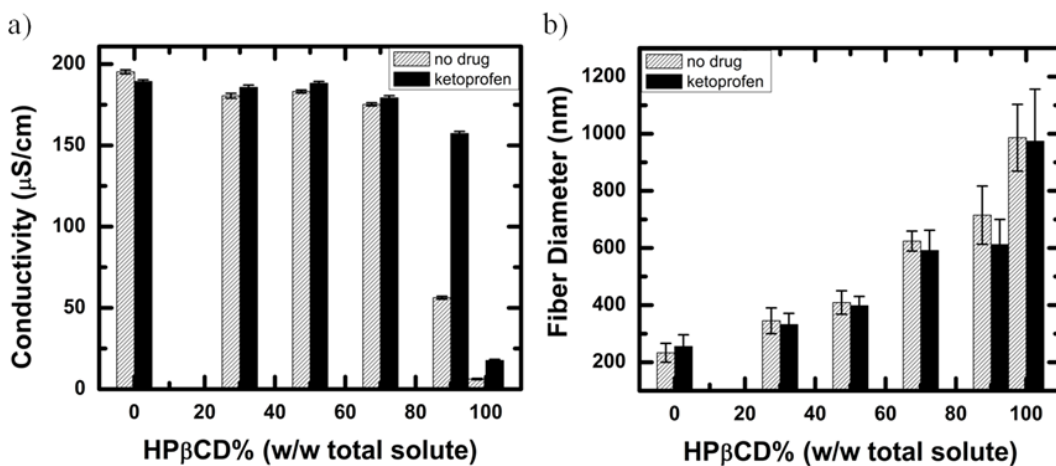 a)
no drug
ketoprofen
200
150
100
50
0
Conductivity (μS/cm)
0 20 40 60 80 100
HPβCD% (w/w total solute)
b)
no drug
ketoprofen
1200
1000
800
600
400
200
Fiber Diameter (nm)
0 20 40 60 80 100
HPβCD% (w/w total solute)